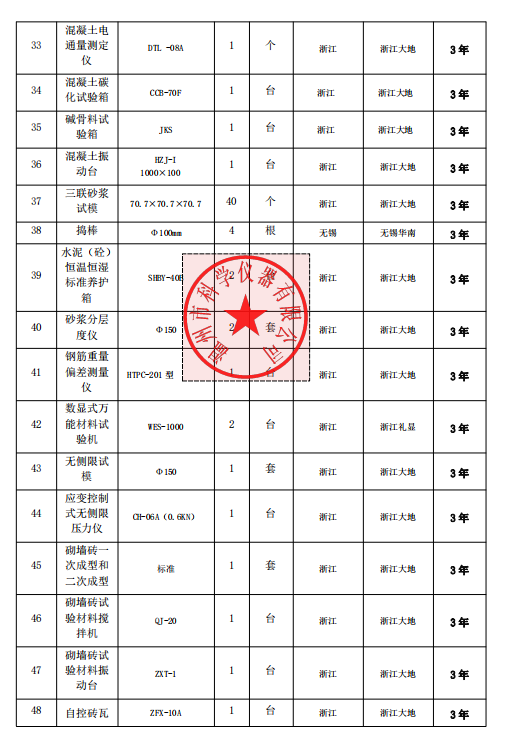 33 混凝土电通量测定仪 DTL -08A 1 个 浙江 浙江大地 3年
34 混凝土碳化试验箱 CCB-70F 1 台 浙江 浙江大地 3年
35 碱骨料试验箱 JKS 1 台 浙江 浙江大地 3年
36 混凝土振动台 HZJ-I 1000×100 1 台 浙江 浙江大地 3年
37 三联砂浆试模 70.7×70.7×70.7 40 个 浙江 浙江大地 3年
38 捣棒 Φ100mm 4 根 无锡 无锡华南 3年
39 水泥（砼）恒温恒湿标准养护箱 SHBY-40B 2 浙江 浙江大地 3年
40 砂浆分层度仪 Φ150 2 套 浙江 浙江大地 3年
41 钢筋重量偏差测量仪 HTPC-201 型 1 台 浙江 浙江大地 3年
42 数显式万能材料试验机 WES-1000 2 台 浙江 浙江礼显 3年
43 无侧限试模 Φ150 1 套 浙江 浙江大地 3年
44 应变控制式无侧限压力仪 CH-06A（0.6KN） 1 台 浙江 浙江大地 3年
45 砌墙砖一次成型和二次成型 标准 1 套 浙江 浙江大地 3年
46 砌墙砖试验材料搅拌机 QJ-20 1 台 浙江 浙江大地 3年
47 砌墙砖试验材料振动台 ZXT-1 1 台 浙江 浙江大地 3年
48 自控砖瓦 ZFX-10A 1 台 浙江 浙江大地 3年
温州市科学仪器有限公司